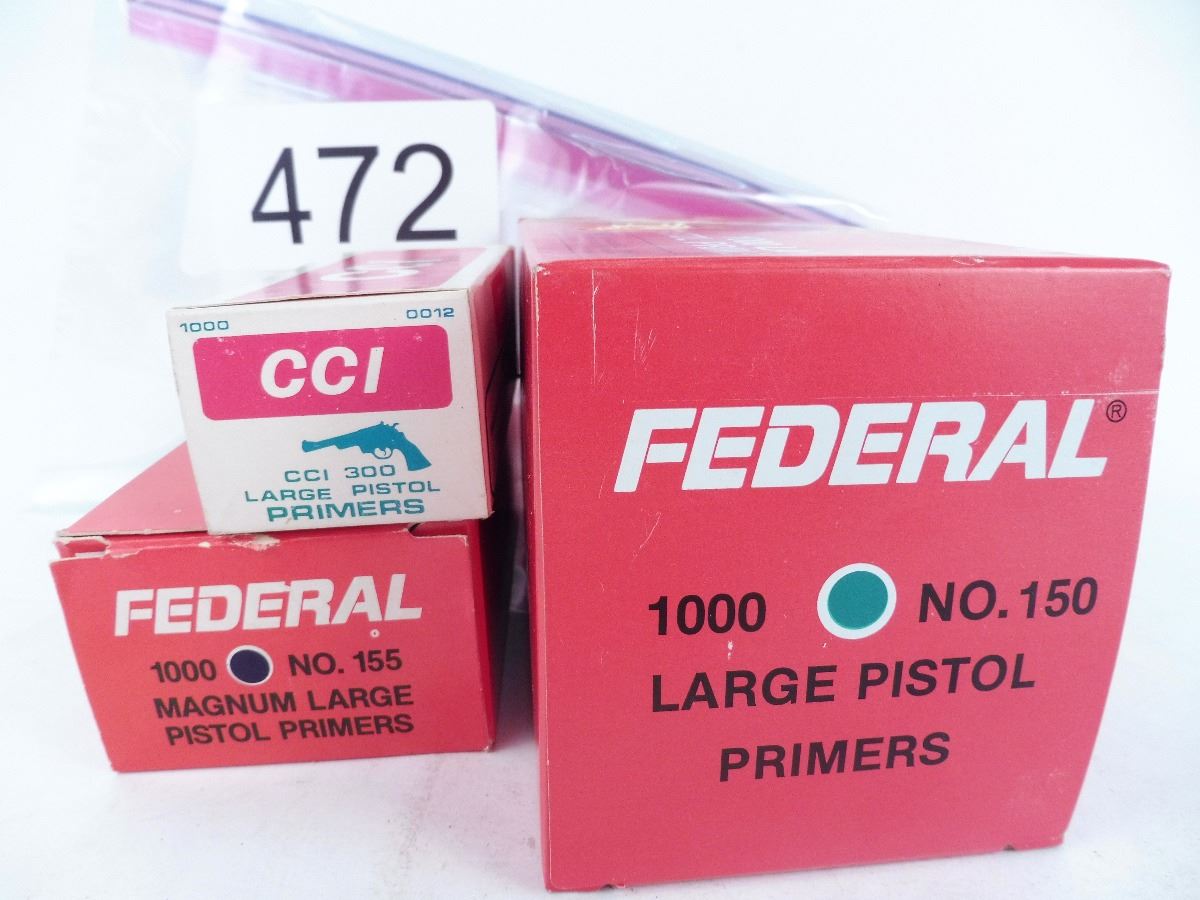 472
1000 0012
CCI
CCI 300
LARGE PISTOL
PRIMERS
FEDERAL
1000 NO. 155
MAGNUM LARGE
PISTOL PRIMERS
FEDERAL®
1000 NO. 150
LARGE PISTOL
PRIMERS